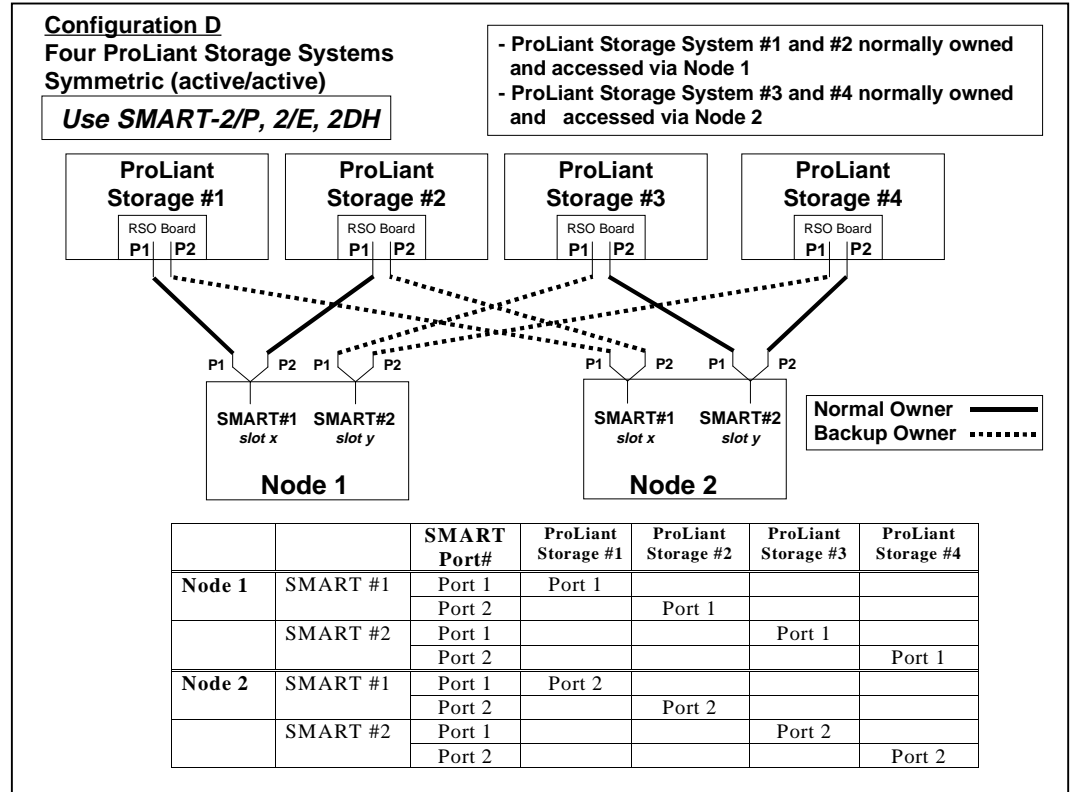 Configuration D
Four ProLiant Storage Systems
Symmetric (active/active)
Use SMART-2/P, 2/E, 2DH
- ProLiant Storage System #1 and #2 normally owned
and accessed via Node 1
- ProLiant Storage System #3 and #4 normally owned
and accessed via Node 2
ProLiant
Storage #1
RSO Board
P1 P2
ProLiant
Storage #2
RSO Board
P1 P2
ProLiant
Storage #3
RSO Board
P1 P2
ProLiant
Storage #4
RSO Board
P1 P2
P1 P2 P1 P2
SMART#1 SMART#2
slot x slot y
Node 1
P1 P2 P1 P2
SMART#1 SMART#2
slot x slot y
Node 2
Normal Owner
Backup Owner
SMART Port# ProLiant Storage #1 ProLiant Storage #2 ProLiant Storage #3 ProLiant Storage #4
Node 1 SMART #1 Port 1 Port 1
Port 2 Port 1
SMART #2 Port 1 Port 1
Port 2 Port 1
Node 2 SMART #1 Port 1 Port 2
Port 2 Port 2
SMART #2 Port 1 Port 2
Port 2 Port 2